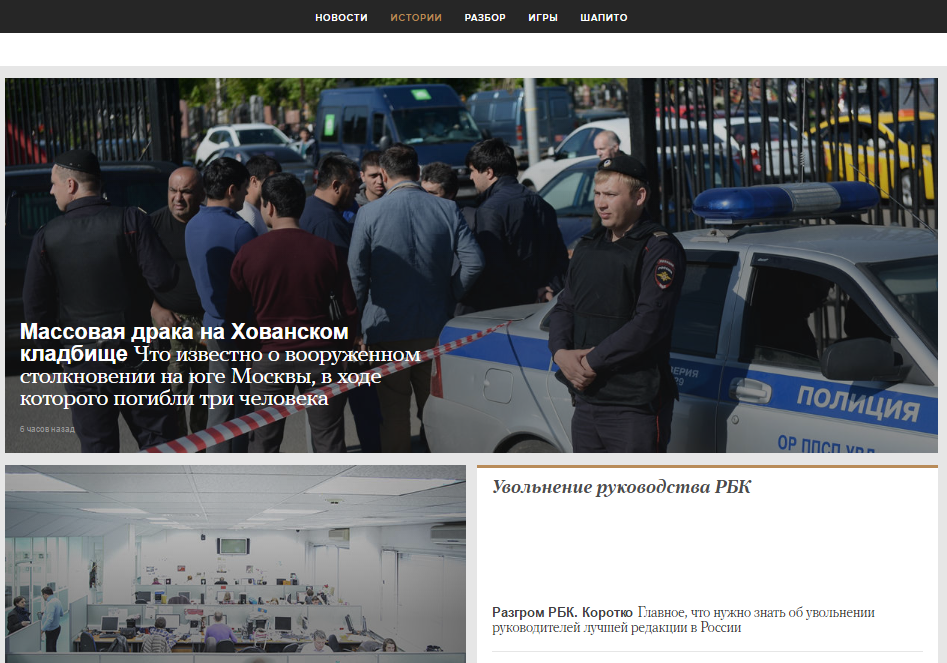 НОВОСТИ ИСТОРИИ РАЗБОР ИГРЫ ШАПИТО
Массовая драка на Хованском
кладбище Что известно о вооруженном
столкновении на юге Москвы, в ходе
которого погибли три человека
6 часов назад
ПОЛИЦИЯ
ОР ППСП УВД
Увольнение руководства РБК
Разгром РБК. Коротко Главное, что нужно знать об увольнении
руководителей лучшей редакции в России